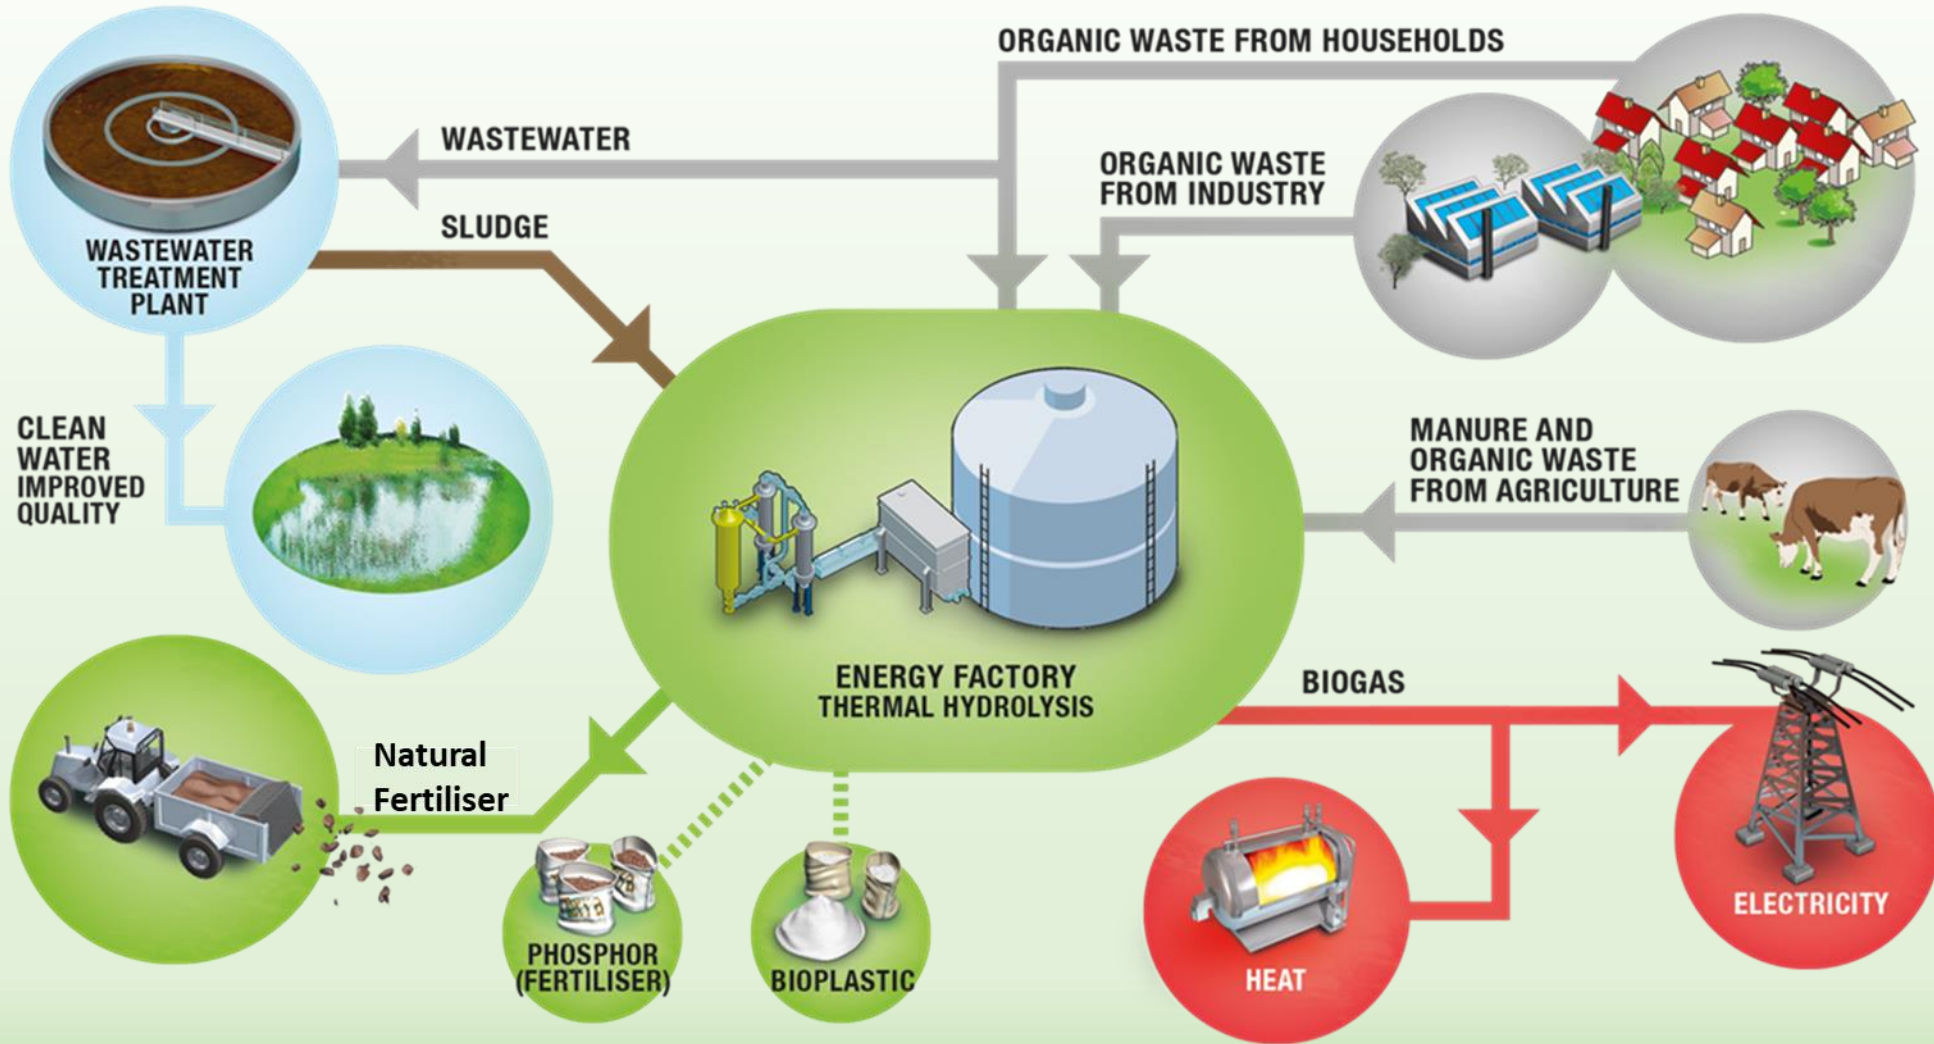 ORGANIC WASTE FROM HOUSEHOLDS
WASTEWATER
ORGANIC WASTE
FROM INDUSTRY
SLUDGE
WASTEWATER
TREATMENT
PLANT
CLEAN
WATER
IMPROVED
QUALITY
MANURE AND
ORGANIC WASTE
FROM AGRICULTURE
ENERGY FACTORY
THERMAL HYDROLYSIS
BIOGAS
Natural
Fertiliser
ELECTRICITY
PHOSPHOR
(FERTILISER)
BIOPLASTIC
HEAT